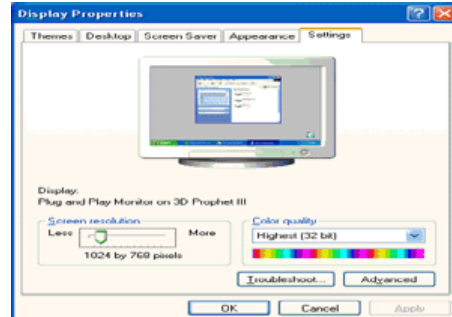 Display Properties
Themes Desktop Screen Saver Appearance Settings
Display:
Plug and Play Monitor on 3D Prophet III
Screen resolution
Less More
1024 by 768 pixels
Color quality
Highest (32 bit)
Troubleshoot... Advanced
OK Cancel Apply